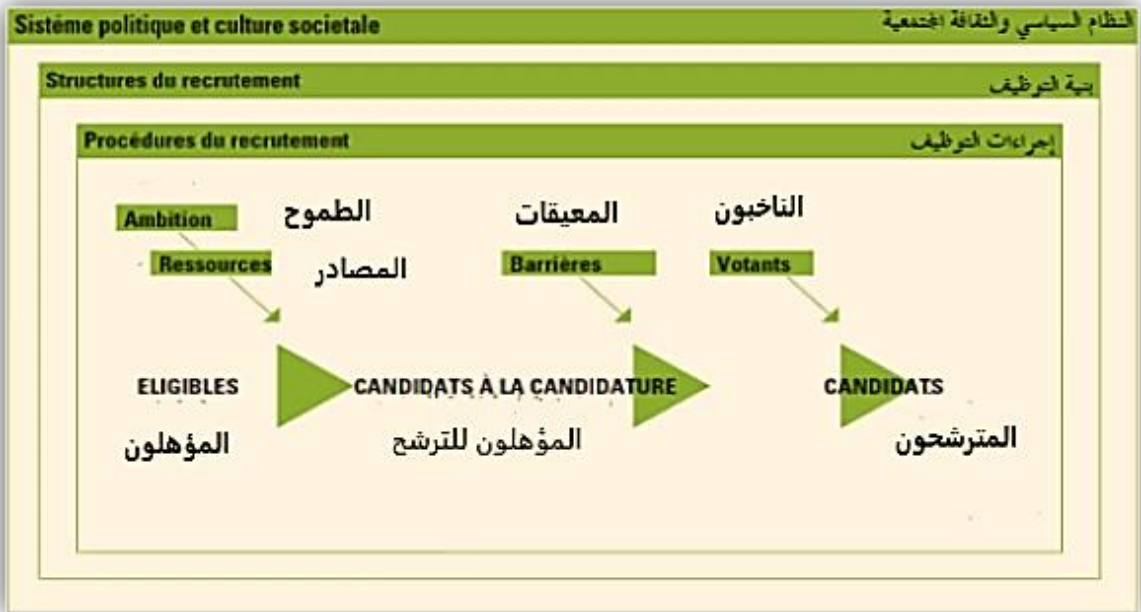 Sistéme politique et culture societale النظام السياسي والثقافة المجتمعية
Structures du recrutement بنية التوظيف
Procédures du recrutement إجراءات التوظيف
Ambition الطموح المعيقات الناخبون
Ressources المصادر Barrières Votants
ELIGIBLES CANDIDATS À LA CANDIDATURE CANDIDATS
المؤهلون المؤهلون للترشح المترشحون